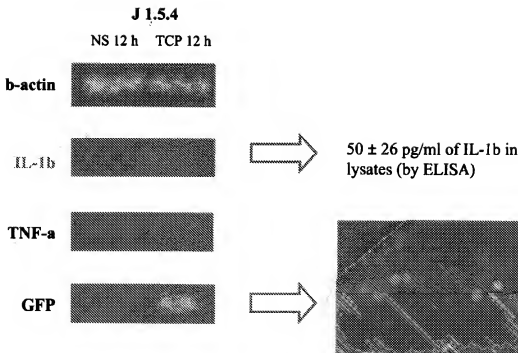 J 1.5.4
NS 12 h TCP 12 h
b-actin
IL-1b
50 ± 26 pg/ml of IL-1b in
lysates (by ELISA)
TNF-a
GFP